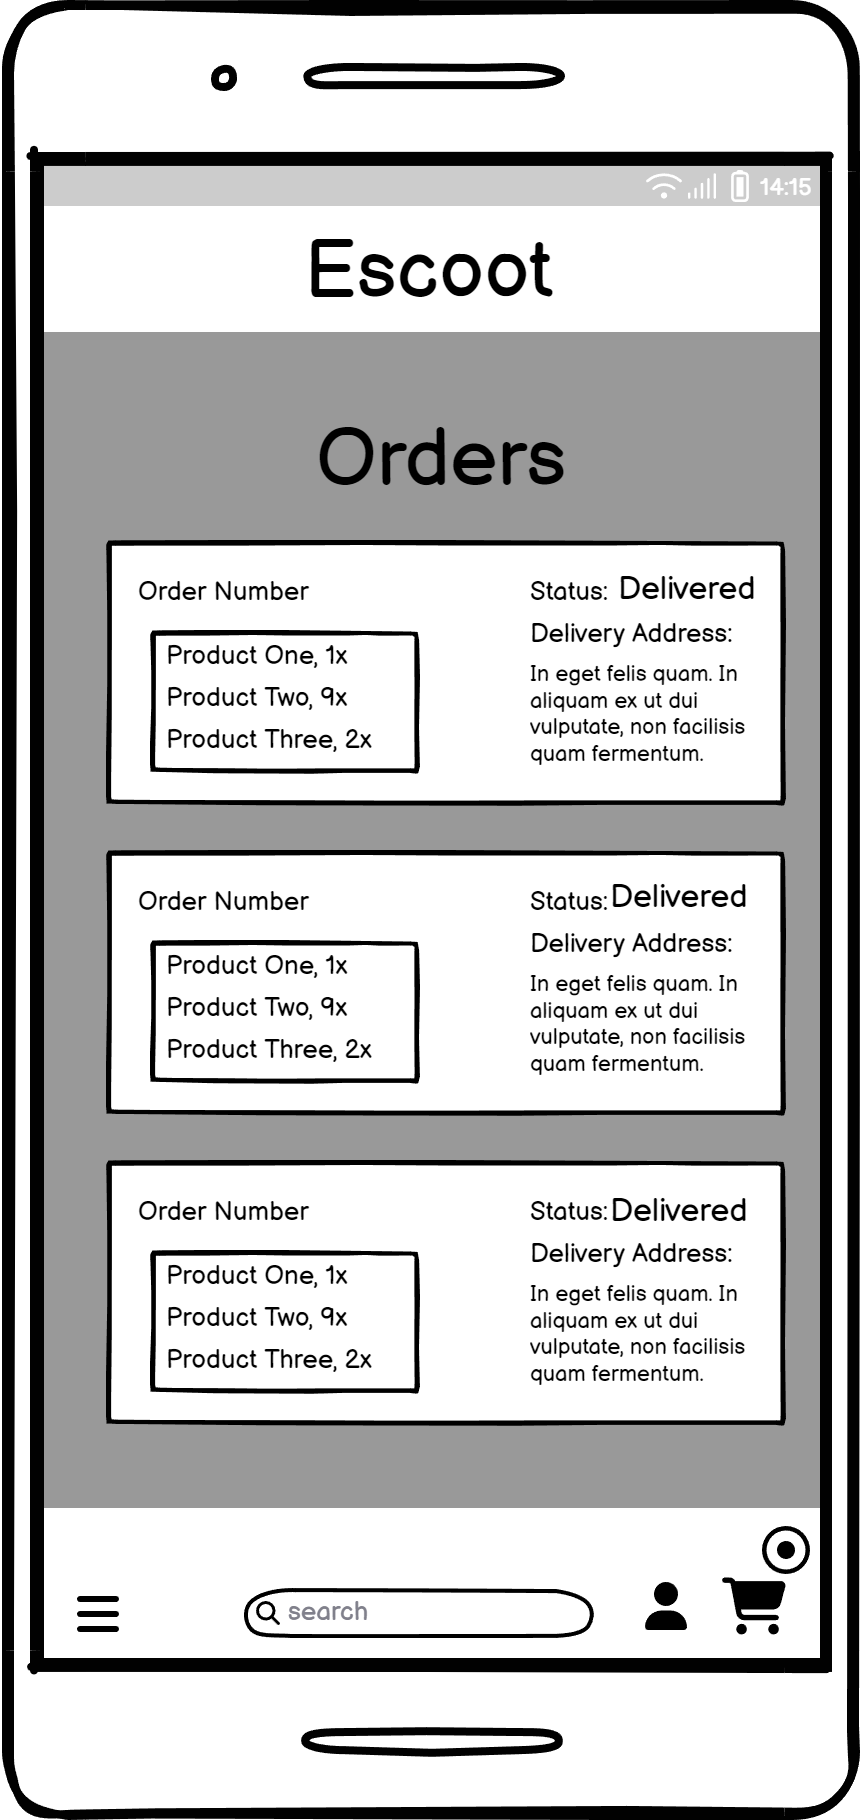 14:15
Escoot
Orders
Order Number
Product One, 1x
Product Two, 9x
Product Three, 2x
Status: Delivered
Delivery Address:
In eget felis quam. In
aliquam ex ut dui
vulputate, non facilisis
quam fermentum.
Order Number
Product One, 1x
Product Two, 9x
Product Three, 2x
Status: Delivered
Delivery Address:
In eget felis quam. In
aliquam ex ut dui
vulputate, non facilisis
quam fermentum.
Order Number
Product One, 1x
Product Two, 9x
Product Three, 2x
Status: Delivered
Delivery Address:
In eget felis quam. In
aliquam ex ut dui
vulputate, non facilisis
quam fermentum.
search